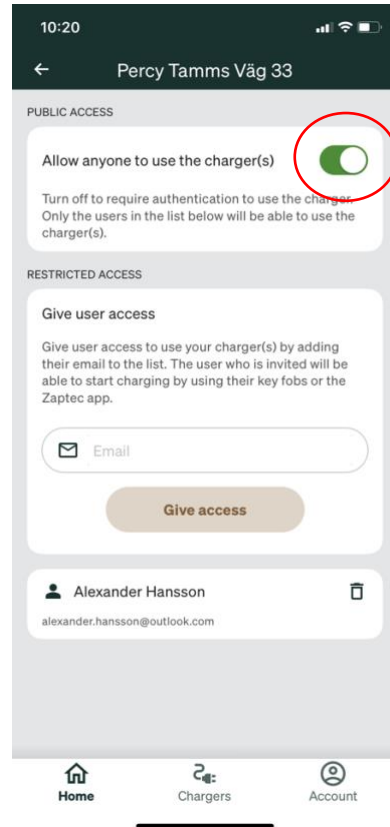 10:20
Percy Tamms Väg 33
PUBLIC ACCESS
Allow anyone to use the charger(s)
Turn off to require authentication to use the charger.
Only the users in the list below will be able to use the
charger(s).
RESTRICTED ACCESS
Give user access
Give user access to use your charger(s) by adding
their email to the list. The user who is invited will be
able to start charging by using their key fobs or the
Zaptec app.
Email
Give access
Alexander Hansson
alexander.hansson@outlook.com
Home Chargers Account